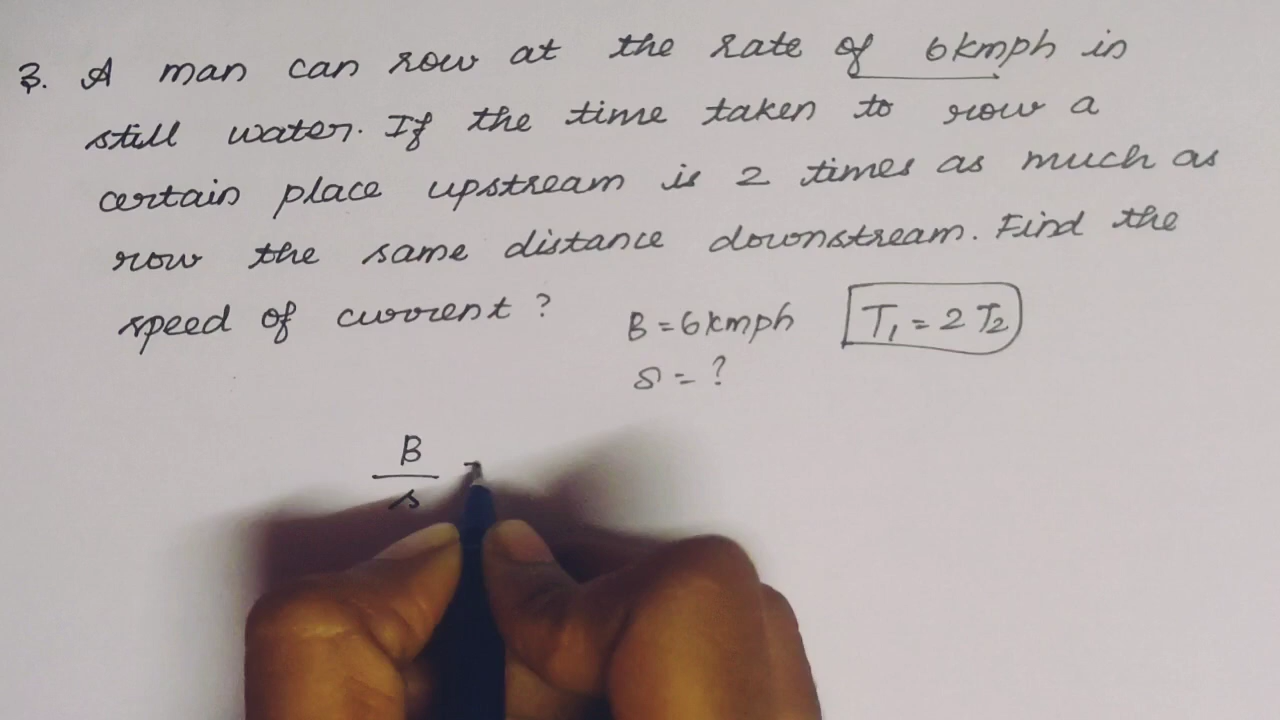 3. A man can row at the rate of 6kmph in
still water. If the time taken to row a
certain place upstream is 2 times as much as
row the same distance downstream. Find the
speed of current?
B = 6kmph T₁ = 2 T₂
S = ?
B
s